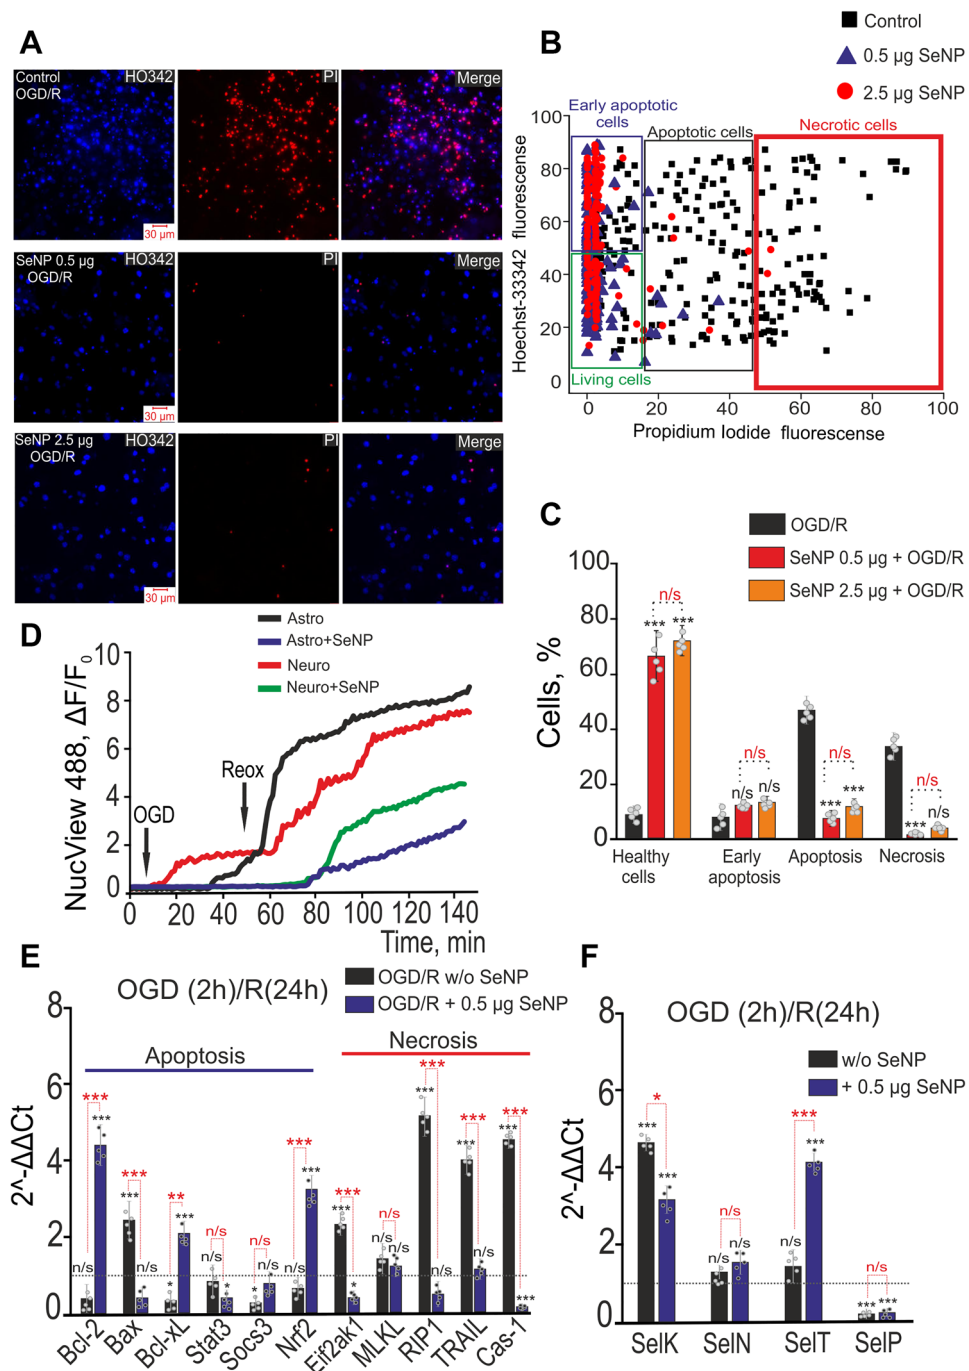 A
Control
OGD/R
HO342
PI
Merge
30 µm
SeNP 0.5 µg
OGD/R
HO342
PI
Merge
30 µm
SeNP 2.5 µg
OGD/R
HO342
PI
Merge
30 µm
B
Control
0.5 µg SeNP
2.5 µg SeNP
Early apoptotic
cells
Apoptotic cells
Necrotic cells
Living cells
100
80
60
40
20
0
Hoechst-33342 fluorescense
0 20 40 60 80 100
Propidium Iodide fluorescense
C
OGD/R
SeNP 0.5 µg + OGD/R
SeNP 2.5 µg + OGD/R
100
80
60
40
20
0
Cells, %
n/s
*** ***
n/s
n/s n/s
n/s
*** ***
n/s
*** n/s
Healthy
cells
Early
apoptosis
Apoptosis
Necrosis
D
Astro
Astro+SeNP
Neuro
Neuro+SeNP
10
8
6
4
2
0
NucView 488, ΔF/F0
OGD
Reox
0 20 40 60 80 100 120 140
Time, min
E
OGD (2h)/R(24h)
OGD/R w/o SeNP
OGD/R + 0.5 µg SeNP
Apoptosis
Necrosis
8
6
4
2
0
2^-ΔΔCt
***
n/s ***
***
*** n/s
**
* ***
n/s
n/s *
n/s
* n/s
***
n/s ***
***
*** *
n/s
n/s n/s
***
*** n/s
***
*** n/s
***
*** ***
Bcl-2 Bax Bcl-xL Stat3 Socs3 Nrf2 Eif2ak1 MLKL RIP1 TRAIL Cas-1
F
OGD (2h)/R(24h)
w/o SeNP
+ 0.5 µg SeNP
8
6
4
2
0
2^-ΔΔCt
*
*** ***
n/s
n/s n/s
***
n/s ***
n/s
*** ***
SelK SelN SelT SelP